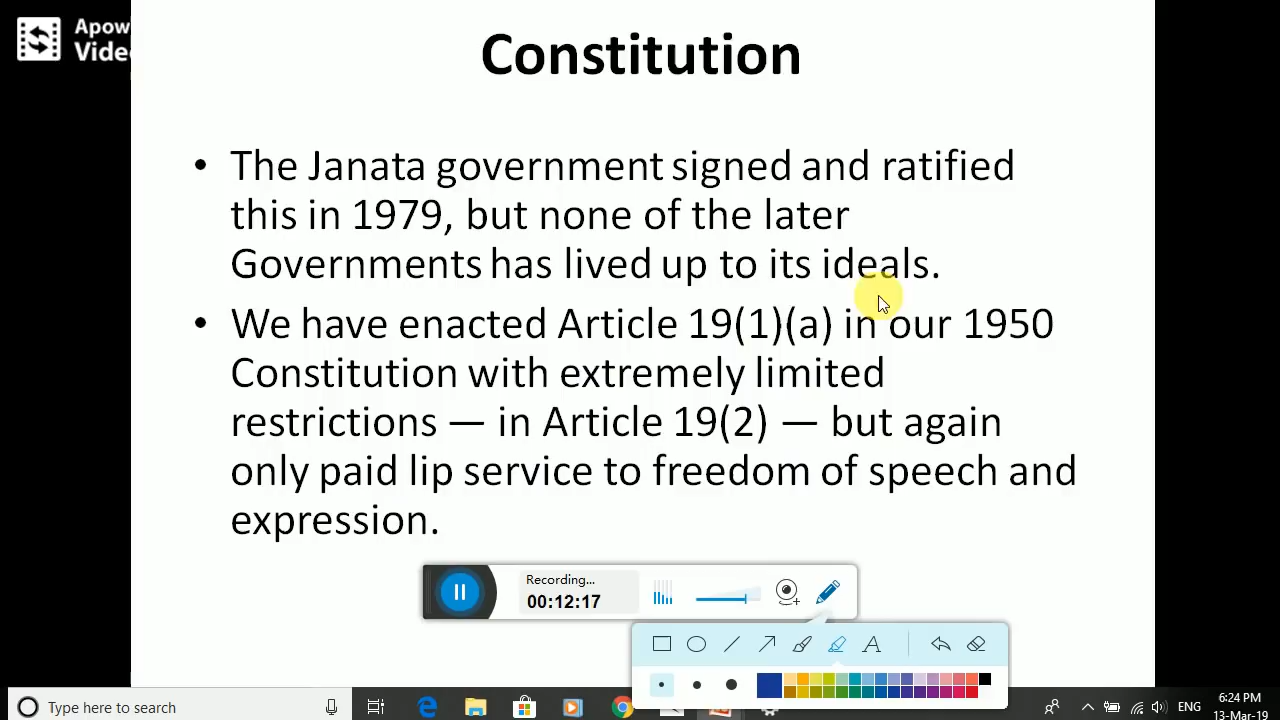 Apow
Vide
Constitution
• The Janata government signed and ratified
this in 1979, but none of the later
Governments has lived up to its ideals.
• We have enacted Article 19(1)(a) in our 1950
Constitution with extremely limited
restrictions — in Article 19(2) — but again
only paid lip service to freedom of speech and
expression.
Recording...
00:12:17
A
Type here to search
ENG
6:24 PM
13-Mar-19